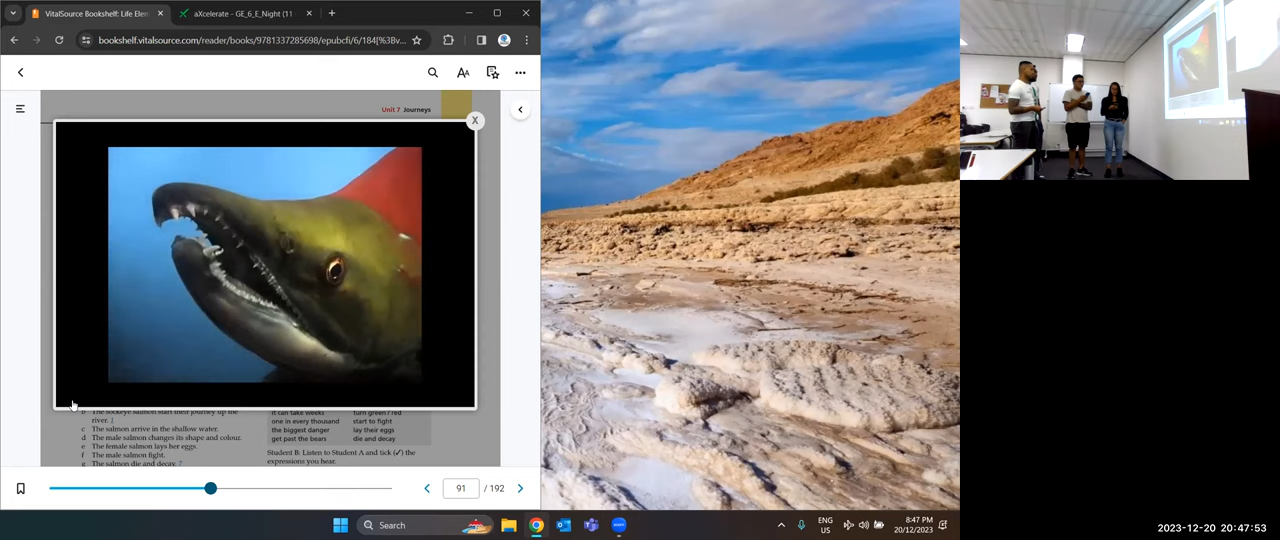 VitalSource Bookshelf: Life Elem
aXcelerate - GE_6_E_Night (11
bookshelf.vitalsource.com/reader/books/9781337285698/epubcfi/6/184[%3Bv...
AA
Unit 7 Journeys
X
b The sockeye salmon start their journey up the
river. 1
c The salmon arrive in the shallow water.
d The male salmon changes its shape and colour.
e The female salmon lays her eggs.
f The male salmon fight.
g The salmon die and decay. 7
it can take weeks
one in every thousand
the biggest danger
get past the bears
turn green / red
start to fight
lay their eggs
die and decay
Student B: Listen to Student A and tick (✓) the
expressions you hear.
91 / 192
Search
ENG
US
8:47 PM
20/12/2023
2023-12-20 20:47:53